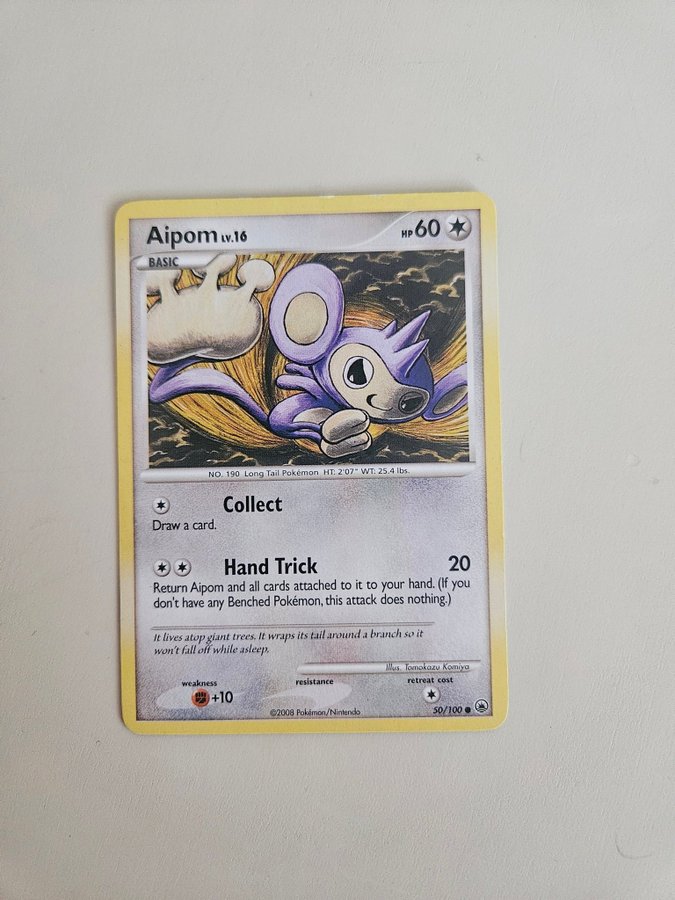 Aipom LV.16 HP 60
BASIC
NO. 190 Long Tail Pokémon HT: 2'07" WT: 25.4 lbs.
Collect
Draw a card.
Hand Trick 20
Return Aipom and all cards attached to it to your hand. (If you
don't have any Benched Pokémon, this attack does nothing.)
It lives atop giant trees. It wraps its tail around a branch so it
won't fall off while asleep.
Illus. Tomokazu Komiya
weakness resistance retreat cost
+10
©2008 Pokémon/Nintendo 50/100